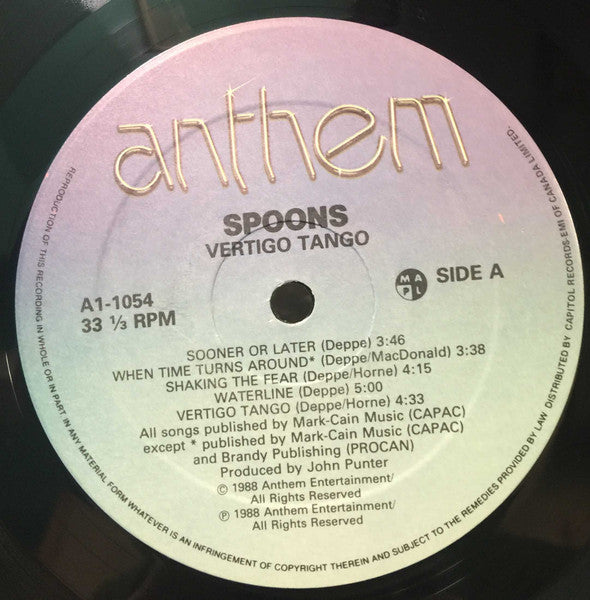 anthem
SPOONS
VERTIGO TANGO
A1-1054
33 ⅓ RPM
MAPL
SIDE A
SOONER OR LATER (Deppe) 3:46
WHEN TIME TURNS AROUND* (Deppe/MacDonald) 3:38
SHAKING THE FEAR (Deppe/Horne) 4:15
WATERLINE (Deppe) 5:00
VERTIGO TANGO (Deppe/Horne) 4:33
All songs published by Mark-Cain Music (CAPAC)
except * published by Mark-Cain Music (CAPAC)
and Brandy Publishing (PROCAN)
Produced by John Punter
© 1988 Anthem Entertainment/
All Rights Reserved
℗ 1988 Anthem Entertainment/
All Rights Reserved
REPRODUCTION OF THIS RECORDING IN WHOLE OR IN PART IN ANY MATERIAL FORM WHATEVER IS AN INFRINGEMENT OF COPYRIGHT THEREIN AND SUBJECT TO THE REMEDIES PROVIDED BY LAW DISTRIBUTED BY CAPITOL RECORDS-EMI OF CANADA LIMITED.